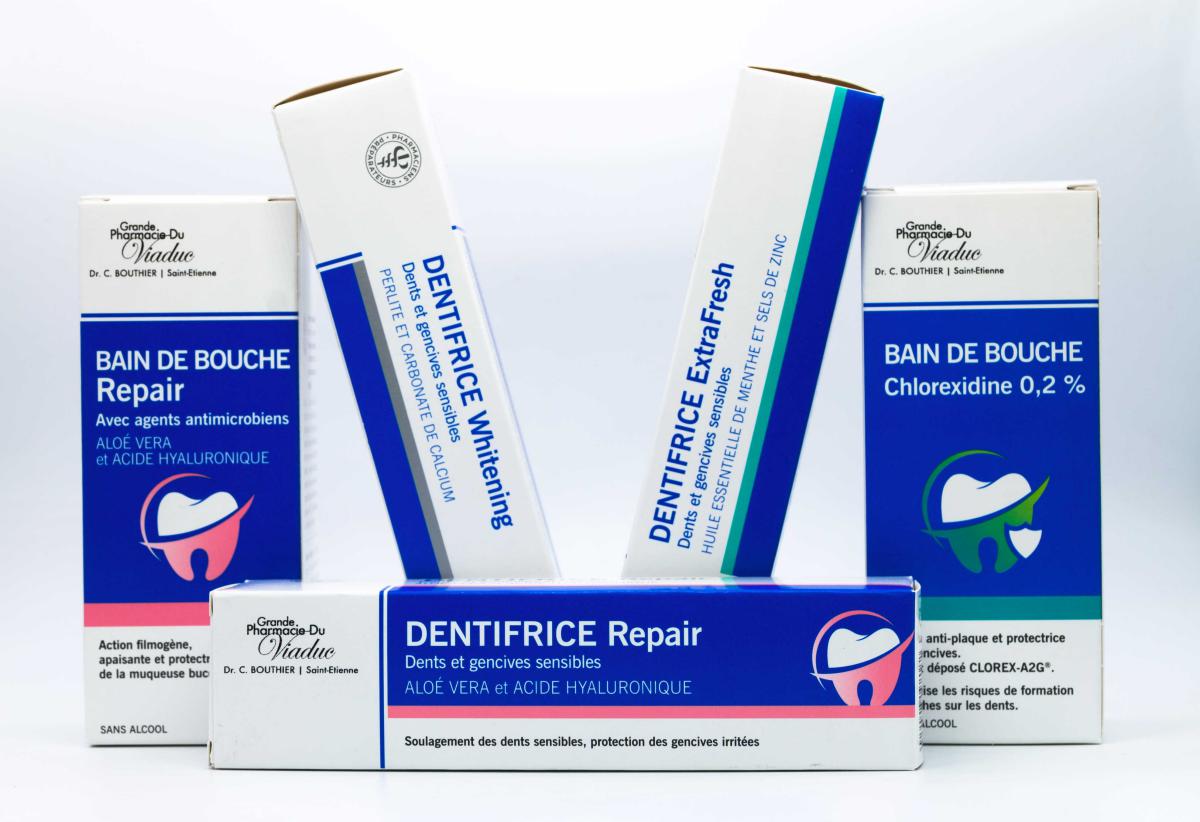 Grande
Pharmacie Du
Viaduc
Dr. C. BOUTHIER | Saint-Etienne
BAIN DE BOUCHE
Repair
Avec agents antimicrobiens
ALOÉ VERA
et ACIDE HYALURONIQUE
Action filmogène,
apaisante et protectr
de la muqueuse buc
SANS ALCOOL
PHARMACIENS • PRÉPARATEURS •
DENTIFRICE Whitening
Dents et gencives sensibles
PERLITE ET CARBONATE DE CALCIUM
DENTIFRICE ExtraFresh
Dents et gencives sensibles
HUILE ESSENTIELLE DE MENTHE ET SELS DE ZINC
Grande
Pharmacie Du
Viaduc
Dr. C. BOUTHIER | Saint-Etienne
BAIN DE BOUCHE
Chlorexidine 0,2 %
anti-plaque et protectrice
ncives.
déposé CLOREX-A2G®.
ise les risques de formation
hes sur les dents.
ALCOOL
Grande
Pharmacie Du
Viaduc
Dr. C. BOUTHIER | Saint-Etienne
DENTIFRICE Repair
Dents et gencives sensibles
ALOÉ VERA et ACIDE HYALURONIQUE
Soulagement des dents sensibles, protection des gencives irritées